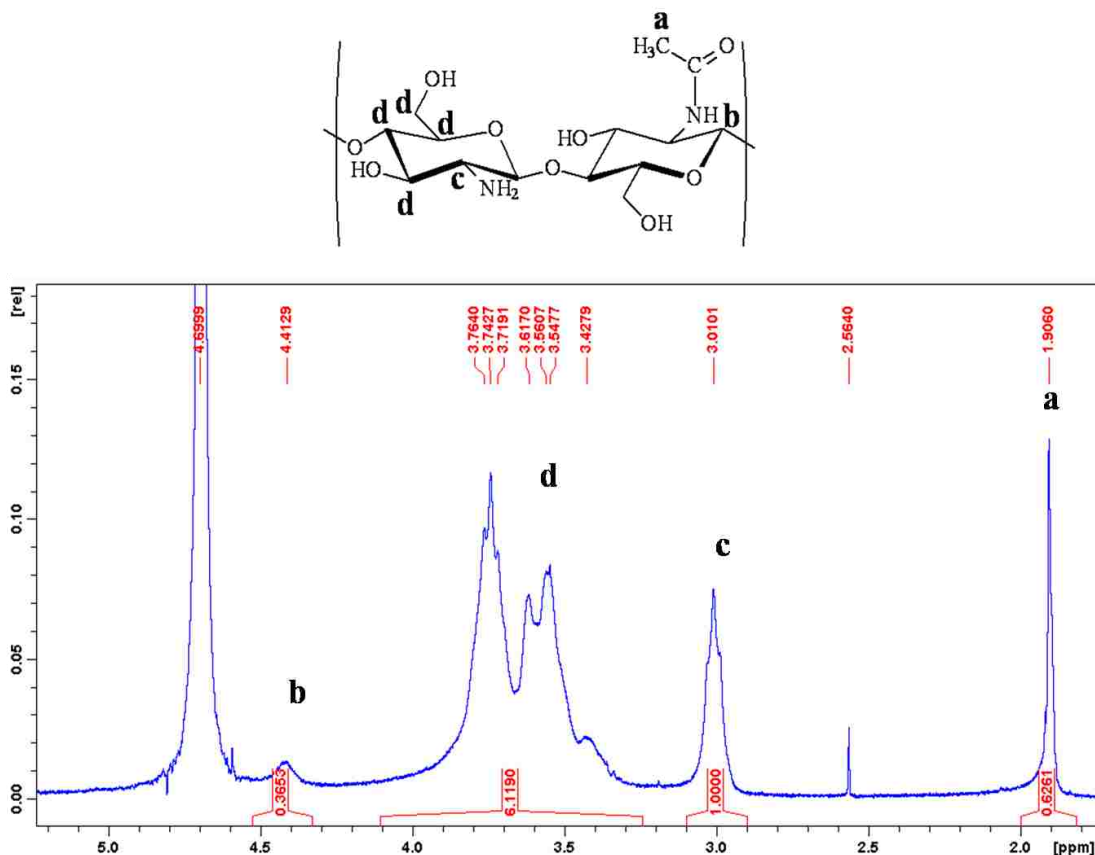 a
H₃C O
C
OH
d
d d O NH b
HO
O
HO O
c NH₂ O
d
OH
[rel]
4.6999 4.4129 3.7640 3.7427 3.7191 3.6170 3.5607 3.5477 3.4279 3.0101 2.5640 1.9060
0.15
a
d
0.10
c
0.05
b
0.00
0.3653 6.1190 1.0000 0.6261
5.0 4.5 4.0 3.5 3.0 2.5 2.0 [ppm]